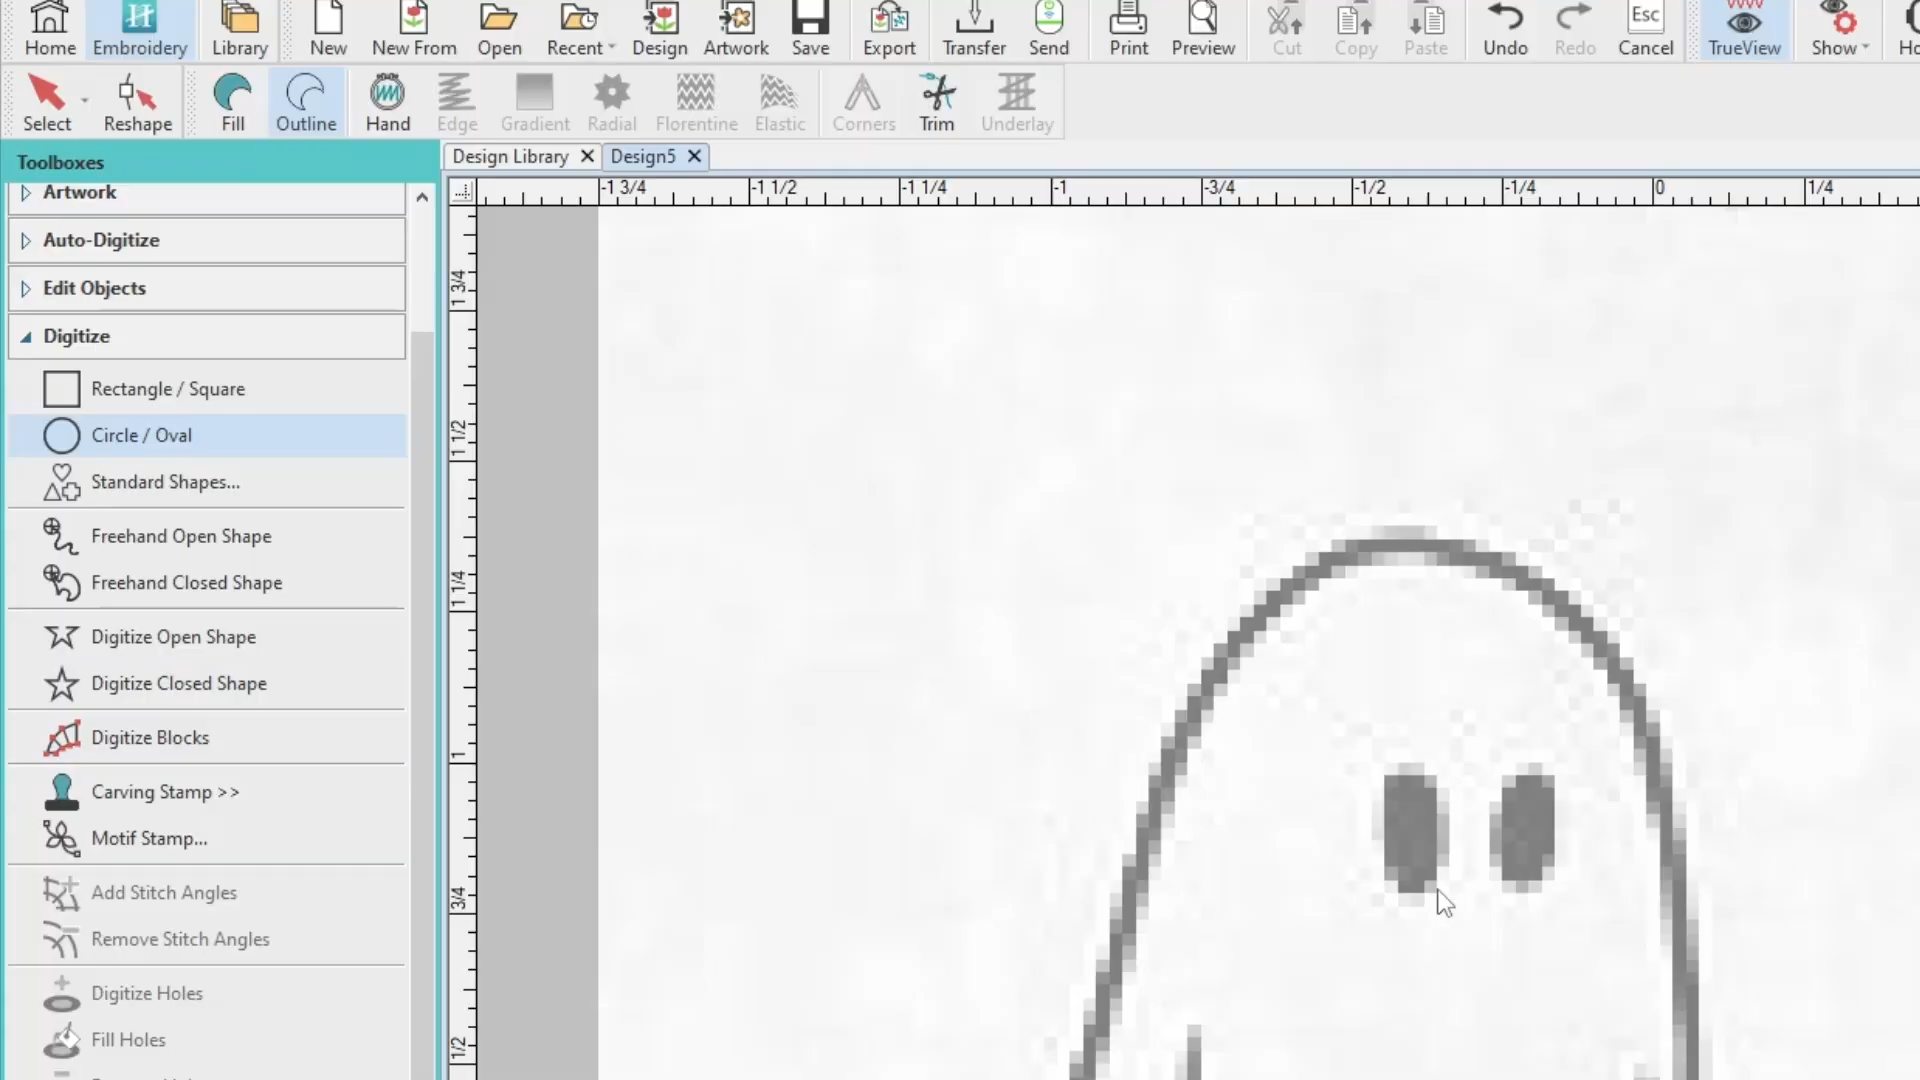 Home Embroidery Library New New From Open Recent Design Artwork Save Export Transfer Send Print Preview Cut Copy Paste Undo Redo Esc Cancel TrueView Show
Select Reshape Fill Outline Hand Edge Gradient Radial Florentine Elastic Corners Trim Underlay
Toolboxes
Design Library Design5
-1 3/4 -1 1/2 -1 1/4 -1 -3/4 -1/2 -1/4 0 1/4
Artwork
Auto-Digitize
Edit Objects
Digitize
Rectangle / Square
Circle / Oval
Standard Shapes...
Freehand Open Shape
Freehand Closed Shape
Digitize Open Shape
Digitize Closed Shape
Digitize Blocks
Carving Stamp >>
Motif Stamp...
Add Stitch Angles
Remove Stitch Angles
Digitize Holes
Fill Holes
1 3/4
1 1/2
1 1/4
1
3/4
1/2